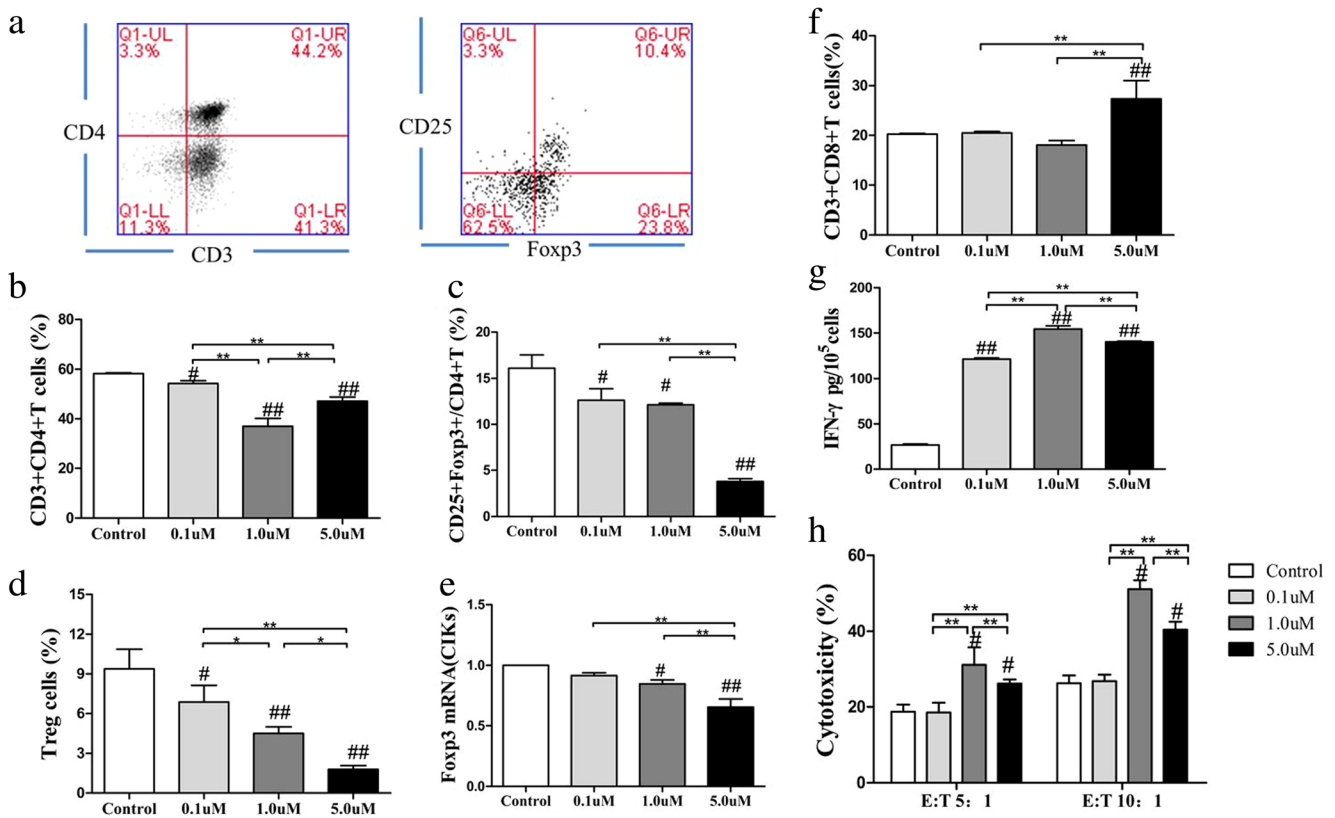 a
Q1-UL
3.3%
Q1-UR
44.2%
CD4
Q1-LL
11.3%
Q1-LR
41.3%
CD3
Q6-UL
3.3%
Q6-UR
10.4%
CD25
Q6-LL
62.5%
Q6-LR
23.8%
Foxp3
b
CD3+CD4+T cells (%)
80
60
40
20
0
**
**
**
#
##
##
Control 0.1uM 1.0uM 5.0uM
c
CD25+Foxp3+/CD4+T (%)
20
15
10
5
0
**
**
#
#
##
Control 0.1uM 1.0uM 5.0uM
d
Treg cells (%)
15
12
9
6
3
0
**
*
*
#
##
##
Control 0.1uM 1.0uM 5.0uM
e
Foxp3 mRNA(CIKs)
1.5
1.0
0.5
0.0
**
**
#
##
Control 0.1uM 1.0uM 5.0uM
f
CD3+CD8+T cells(%)
40
30
20
10
0
**
**
##
Control 0.1uM 1.0uM 5.0uM
g
IFN-γ pg/10⁵cells
200
150
100
50
0
**
**
**
##
##
##
Control 0.1uM 1.0uM 5.0uM
h
Cytotoxicity (%)
60
40
20
0
**
**
**
#
#
**
**
**
#
#
E:T 5: 1 E:T 10: 1
Control
0.1uM
1.0uM
5.0uM